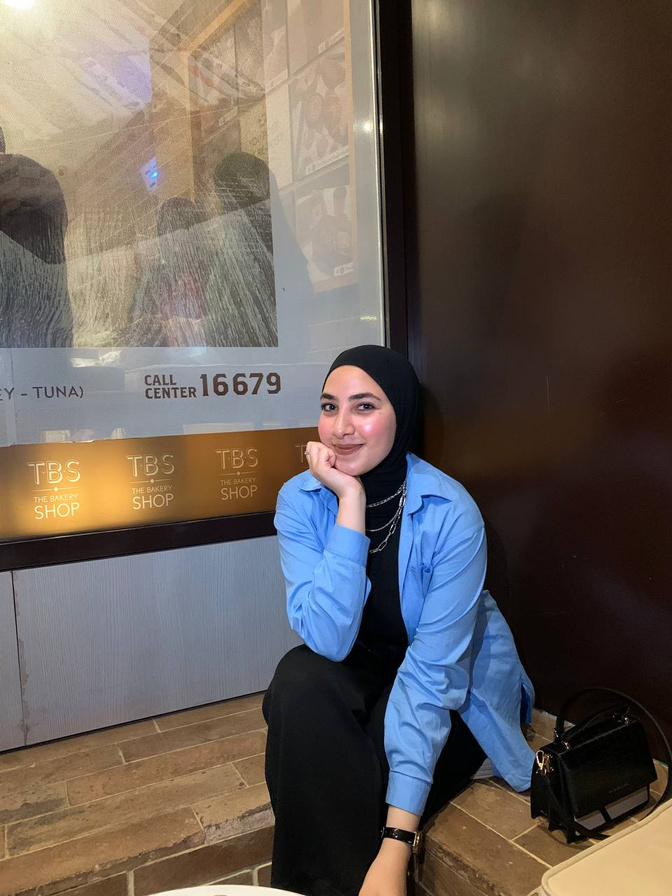 EY - TUNA)
CALL
CENTER 16679
TBS
THE BAKERY
SHOP
TBS
THE BAKERY
SHOP
TBS
THE BAKERY
SHOP